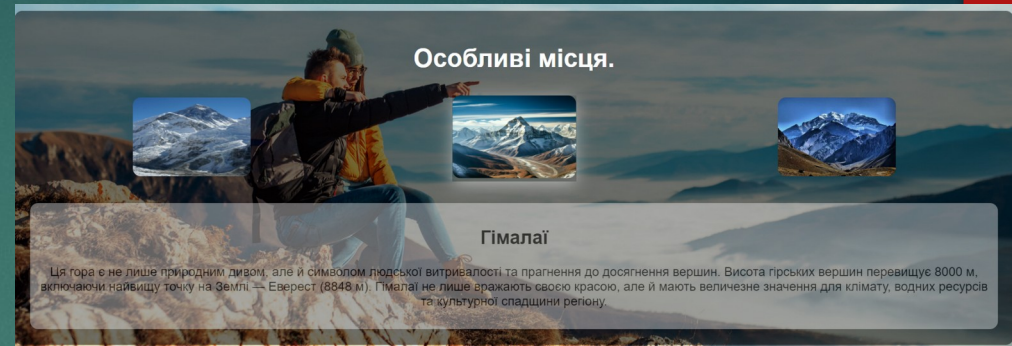 Особливі місця.
Гімалаї
Ця гора є не лише природним дивом, але й символом людської витривалості та прагнення до досягнення вершин. Висота гірських вершин перевищує 8000 м,
включаючи найвищу точку на Землі — Еверест (8848 м). Гімалаї не лише вражають своєю красою, але й мають величезне значення для клімату, водних ресурсів
та культурної спадщини регіону.